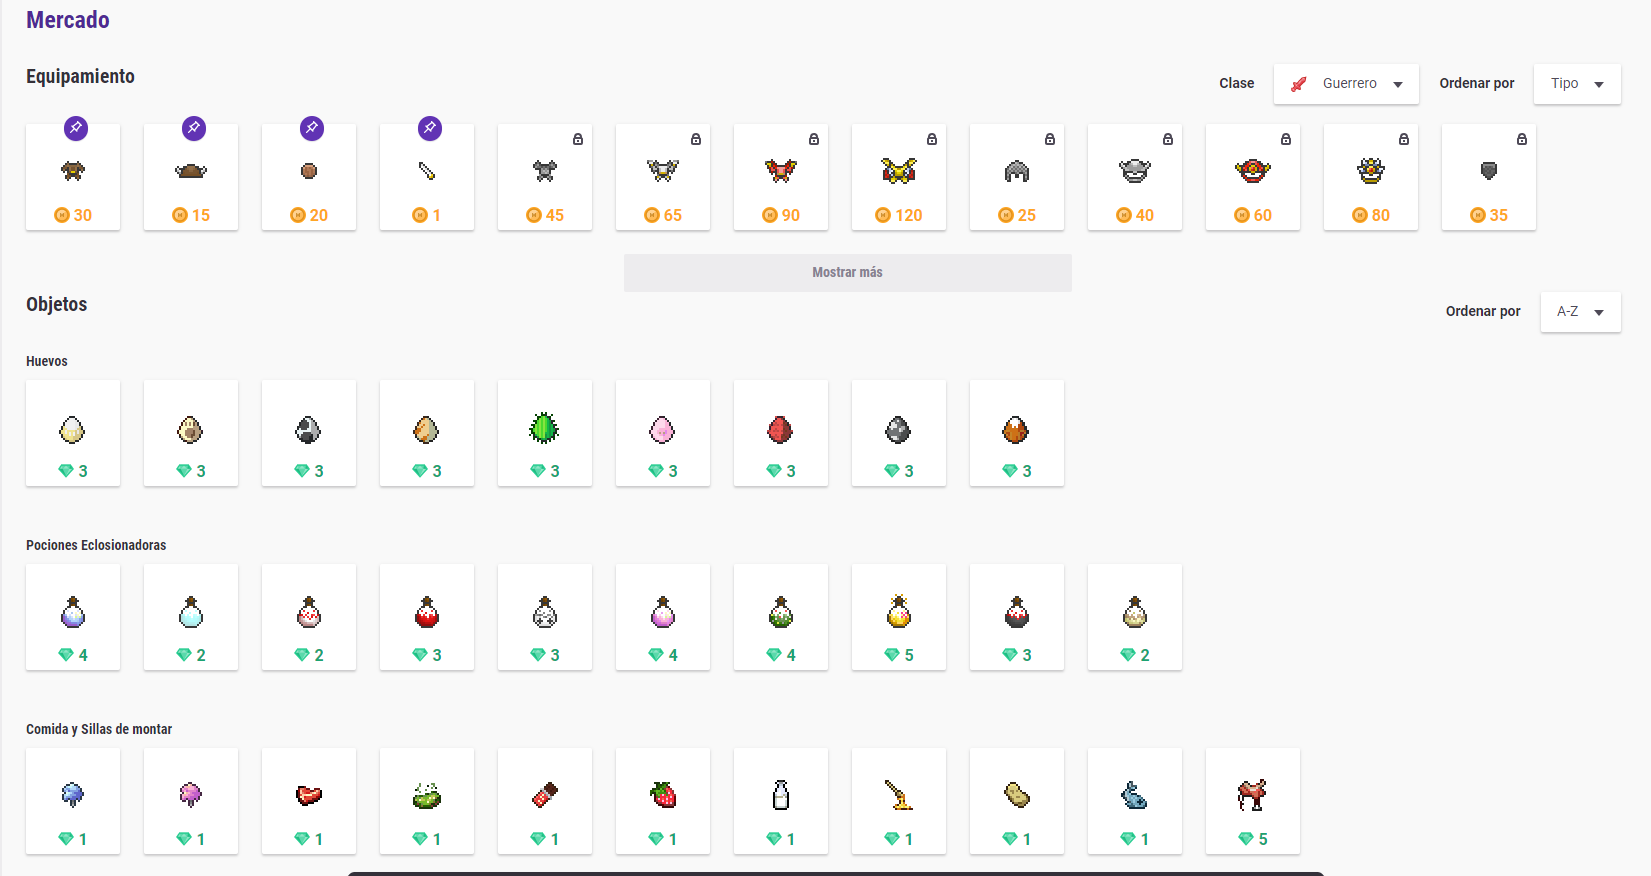 Mercado
Equipamiento
Clase Guerrero Ordenar por Tipo
30 15 20 1 45 65 90 120 25 40 60 80 35
Mostrar más
Objetos
Ordenar por A-Z
Huevos
3 3 3 3 3 3 3 3 3
Pociones Eclosionadoras
4 2 2 3 3 4 4 5 3 2
Comida y Sillas de montar
1 1 1 1 1 1 1 1 1 1 5